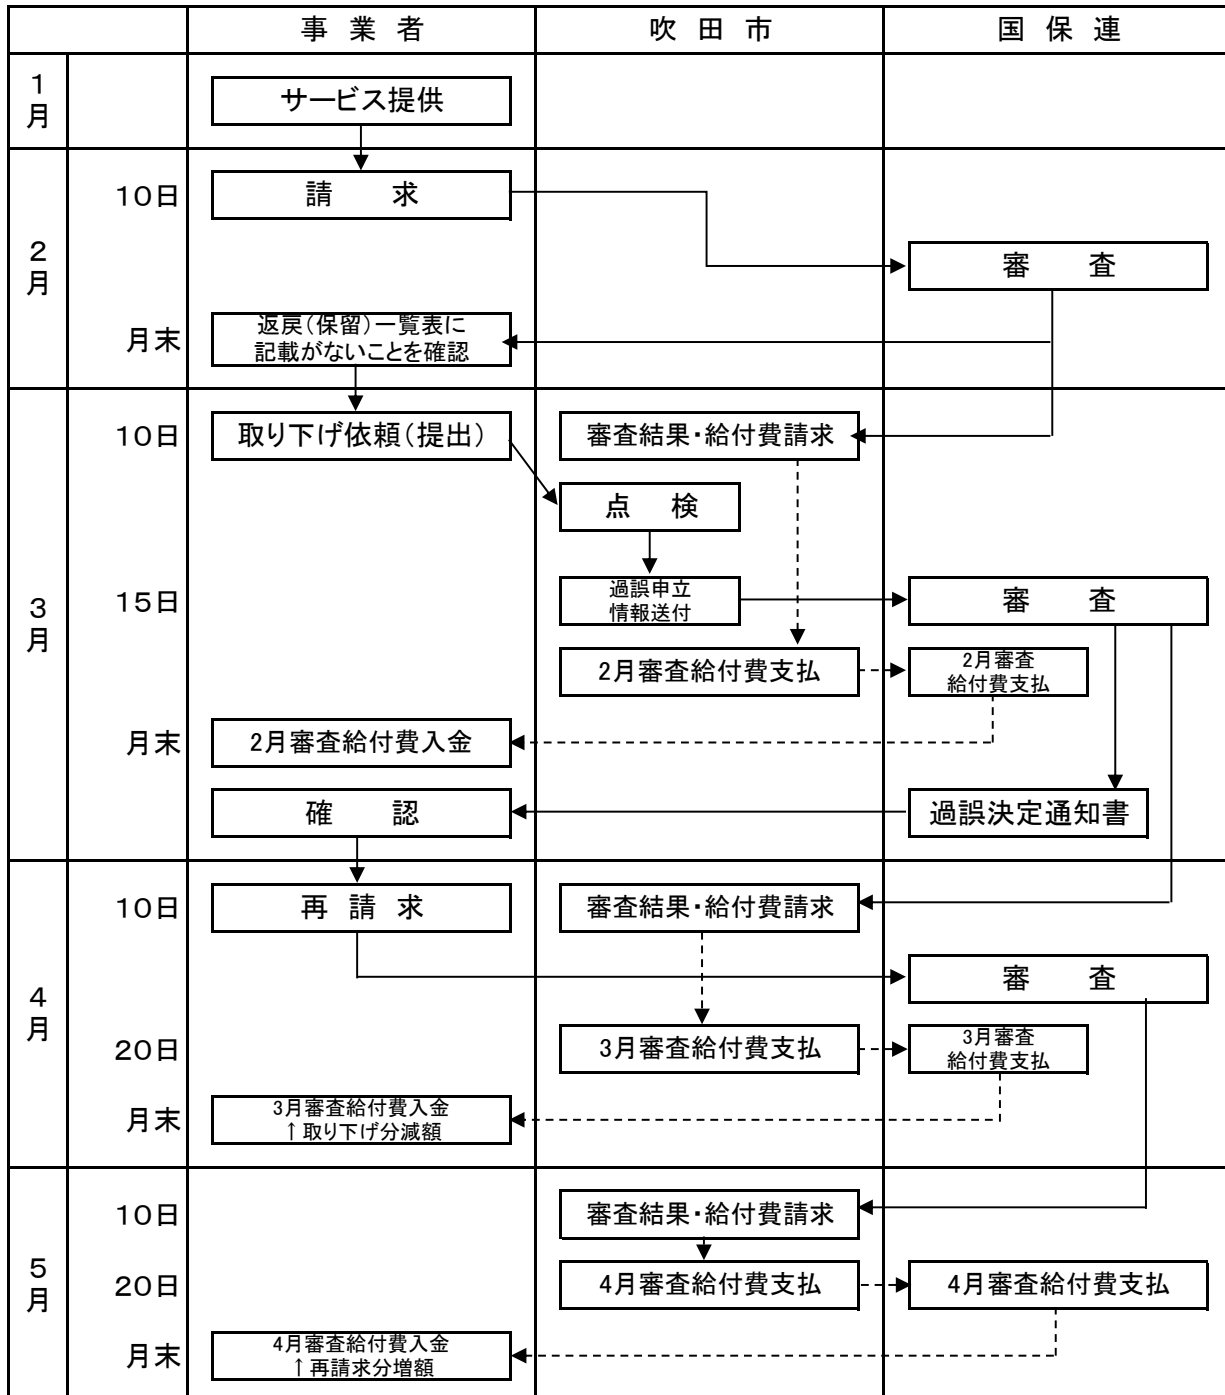 事 業 者
吹 田 市
国 保 連
1月
サービス提供
2月
10日
請 求
審 査
月末
返戻（保留）一覧表に
記載がないことを確認
3月
10日
取り下げ依頼（提出）
審査結果・給付費請求
点 検
15日
過誤申立
情報送付
審 査
2月審査給付費支払
2月審査
給付費支払
月末
2月審査給付費入金
確 認
過誤決定通知書
4月
10日
再 請 求
審査結果・給付費請求
審 査
20日
3月審査給付費支払
3月審査
給付費支払
月末
3月審査給付費入金
↑取り下げ分減額
5月
10日
審査結果・給付費請求
20日
4月審査給付費支払
4月審査給付費支払
月末
4月審査給付費入金
↑再請求分増額